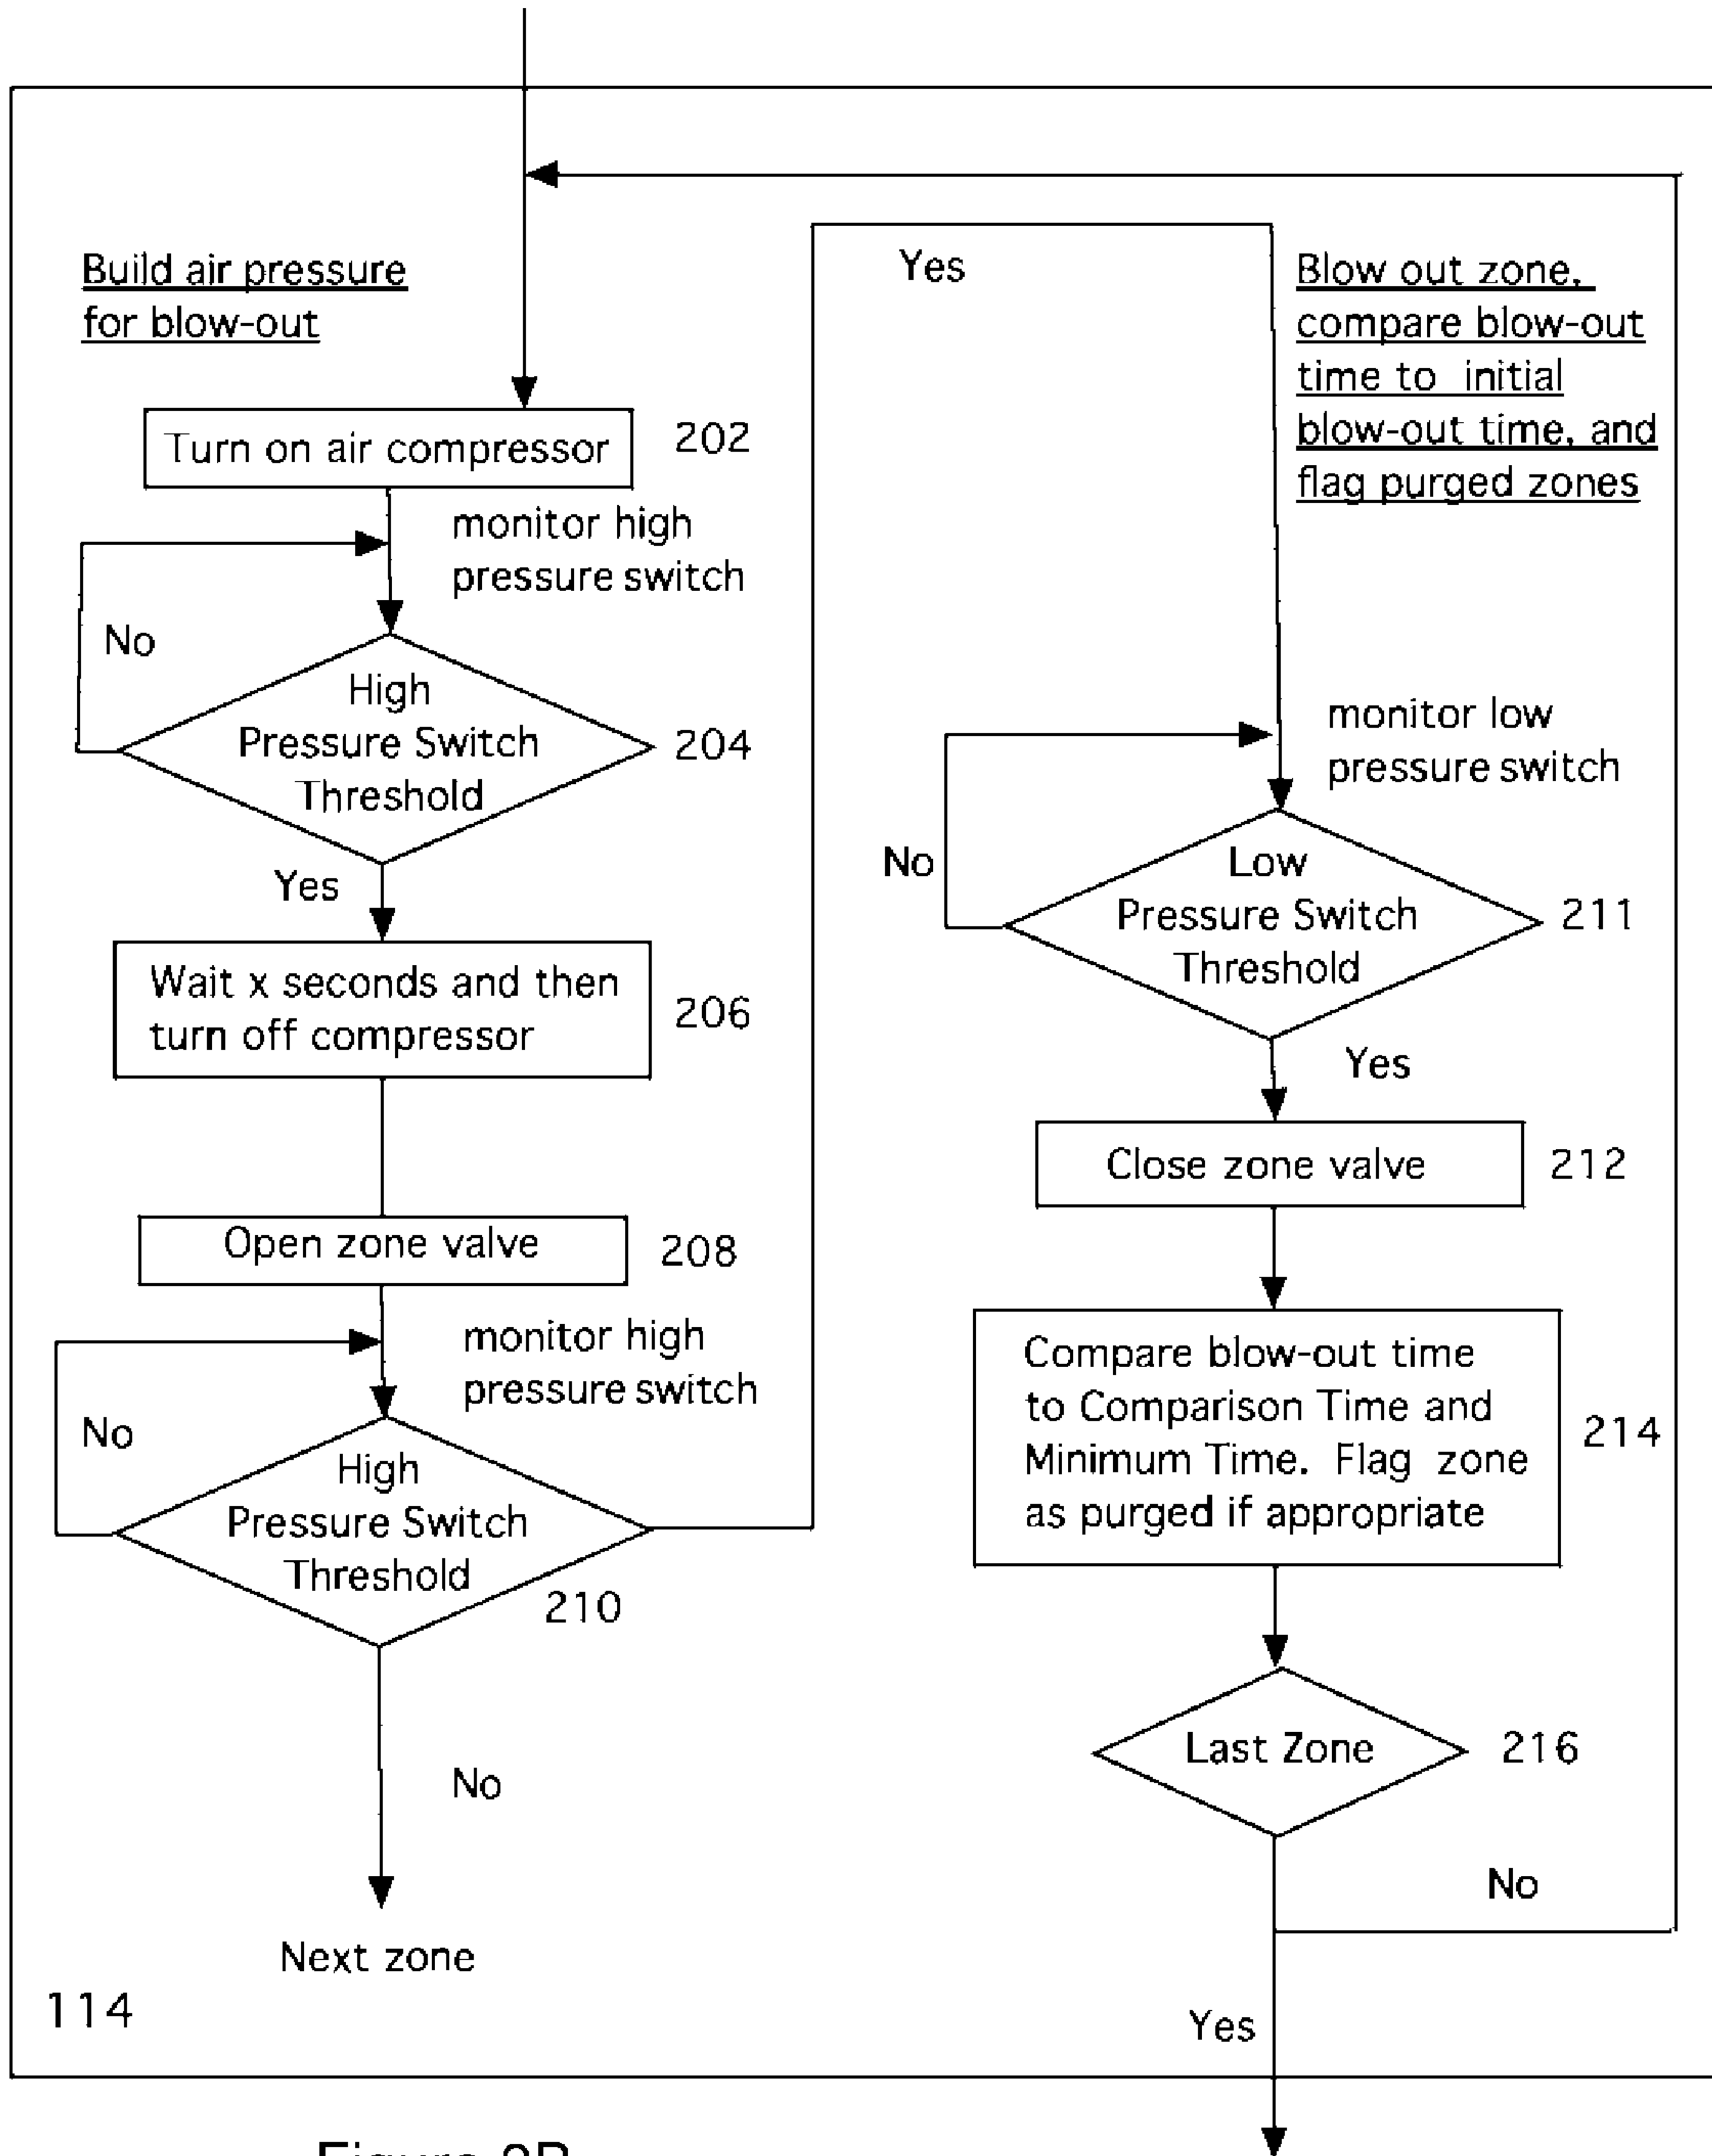 Build air pressure
for blow-out
Turn on air compressor
202
monitor high
pressure switch
No
High
Pressure Switch
Threshold
204
Yes
Wait x seconds and then
turn off compressor
206
Open zone valve
208
monitor high
pressure switch
No
High
Pressure Switch
Threshold
210
No
Next zone
114
Yes
Blow out zone,
compare blow-out
time to initial
blow-out time, and
flag purged zones
monitor low
pressure switch
No
Low
Pressure Switch
Threshold
211
Yes
Close zone valve
212
Compare blow-out time
to Comparison Time and
Minimum Time. Flag zone
as purged if appropriate
214
Last Zone
216
No
Yes